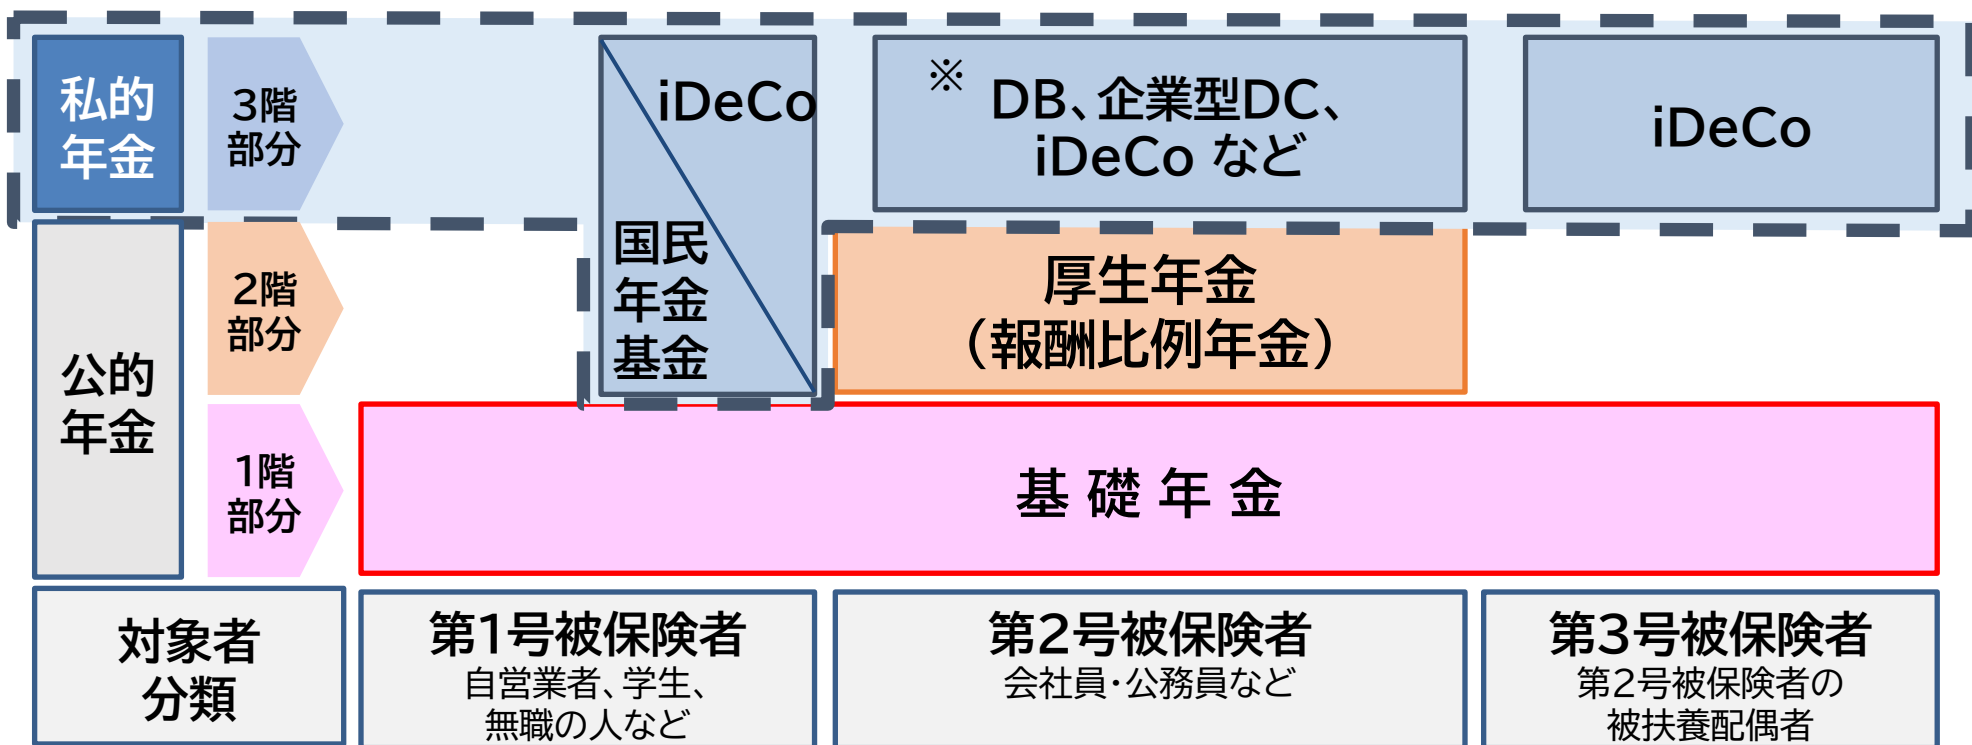 私的
年金
3階
部分
iDeCo
国民
年金
基金
※
DB、企業型DC、
iDeCo など
iDeCo
公的
年金
2階
部分
厚生年金
（報酬比例年金）
1階
部分
基 礎 年 金
対象者
分類
第1号被保険者
自営業者、学生、
無職の人など
第2号被保険者
会社員･公務員など
第3号被保険者
第2号被保険者の
被扶養配偶者